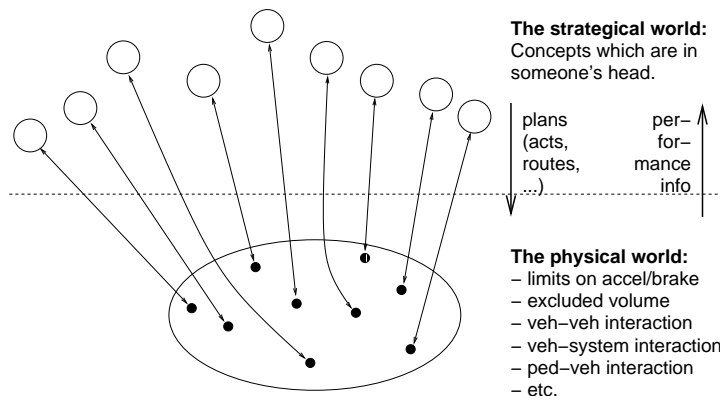 The strategical world:
Concepts which are in
someone's head.
plans
(acts,
routes,
...)
per–
for–
mance
info
The physical world:
– limits on accel/brake
– excluded volume
– veh–veh interaction
– veh–system interaction
– ped–veh interaction
– etc.